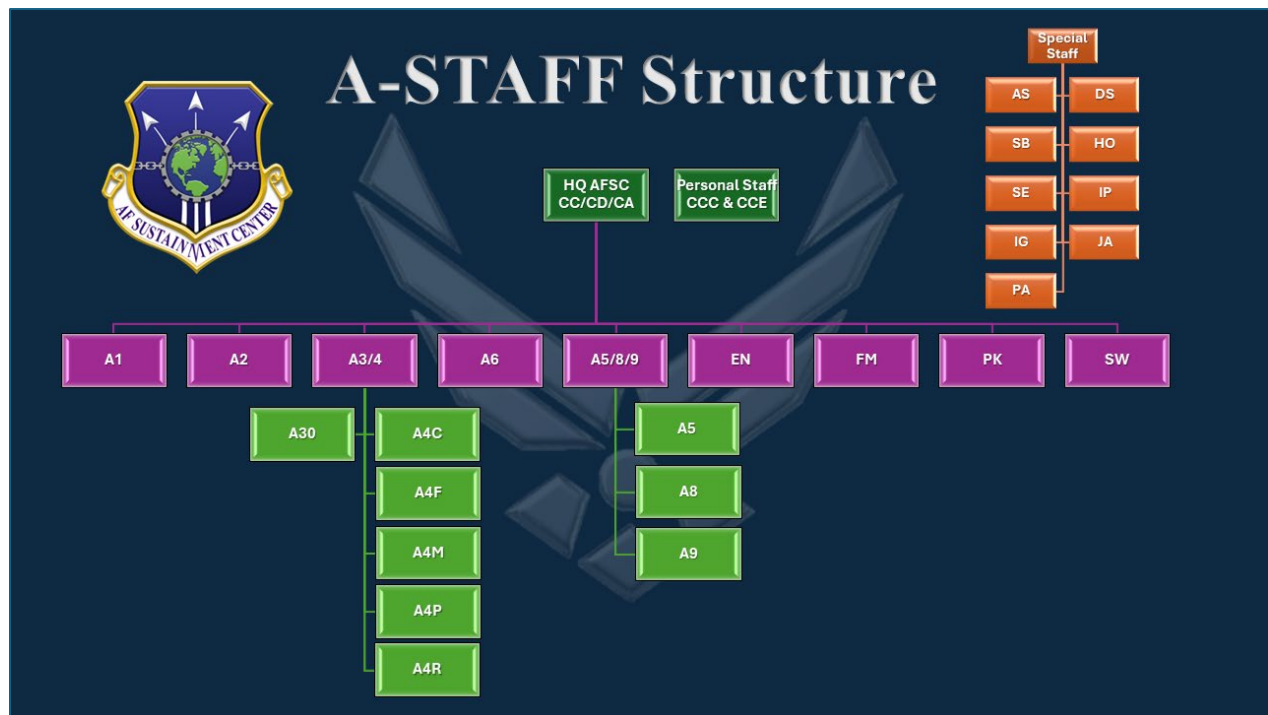 A-STAFF Structure
Special
Staff
AS
DS
SB
HO
SE
IP
IG
JA
PA
AF SUSTAINMENT CENTER
HQ AFSC
CC/CD/CA
Personal Staff
CCC & CCE
A1
A2
A3/4
A6
A5/8/9
EN
FM
PK
SW
A30
A4C
A4F
A4M
A4P
A4R
A5
A8
A9